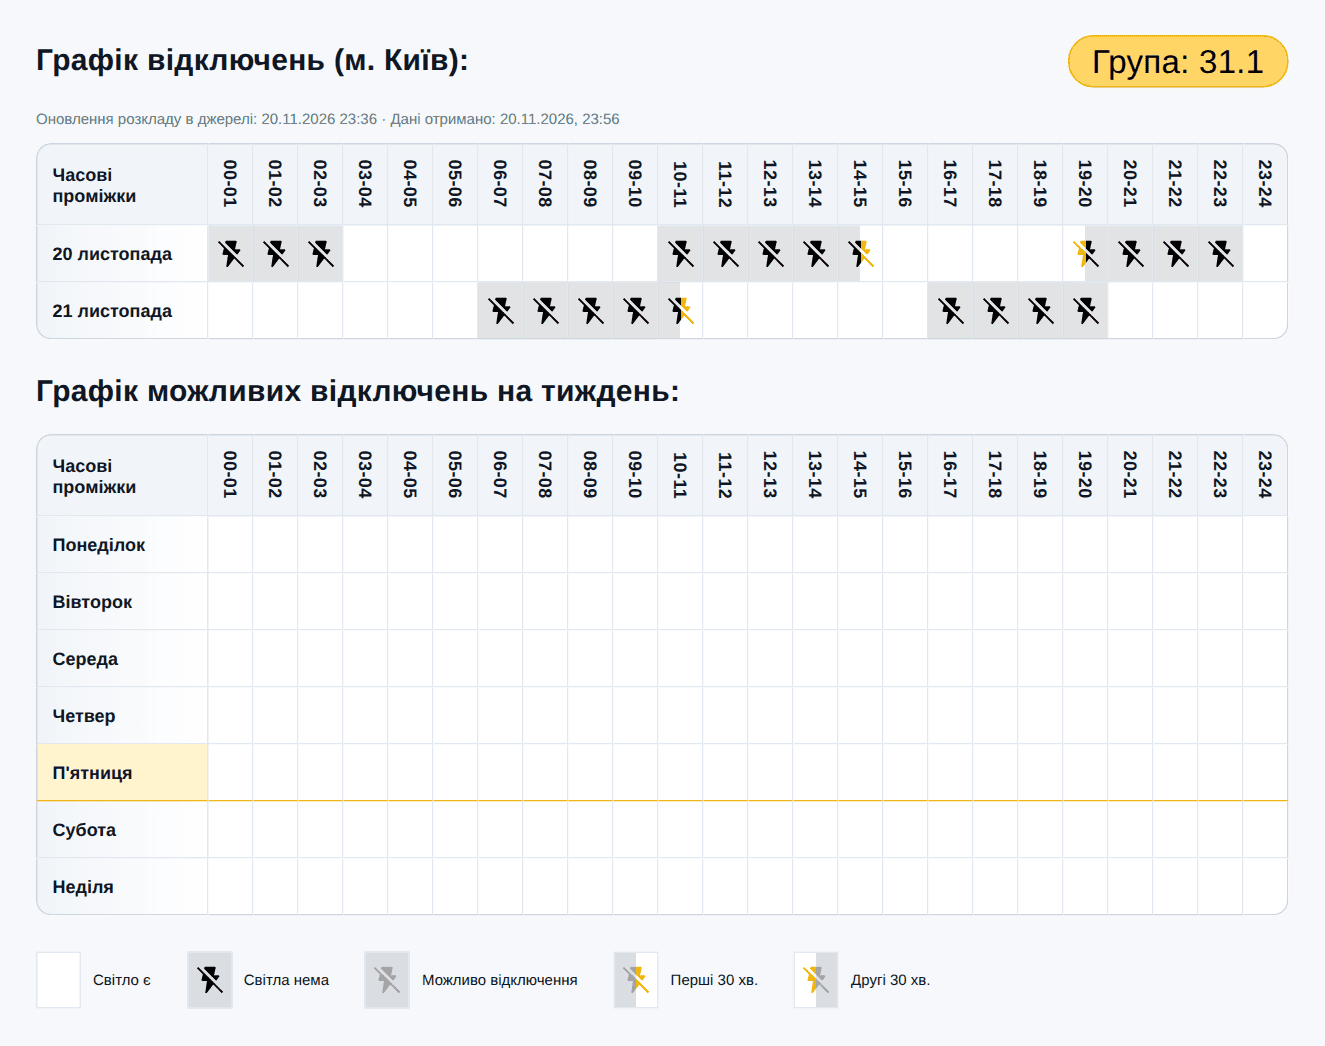 Графік відключень (м. Київ):
Група: 31.1
Оновлення розкладу в джерелі: 20.11.2026 23:36 · Дані отримано: 20.11.2026, 23:56
Часові проміжки 00-01 01-02 02-03 03-04 04-05 05-06 06-07 07-08 08-09 09-10 10-11 11-12 12-13 13-14 14-15 15-16 16-17 17-18 18-19 19-20 20-21 21-22 22-23 23-24
20 листопада
21 листопада
Графік можливих відключень на тиждень:
Часові проміжки 00-01 01-02 02-03 03-04 04-05 05-06 06-07 07-08 08-09 09-10 10-11 11-12 12-13 13-14 14-15 15-16 16-17 17-18 18-19 19-20 20-21 21-22 22-23 23-24
Понеділок
Вівторок
Середа
Четвер
П'ятниця
Субота
Неділя
Світло є Світла нема Можливо відключення Перші 30 хв. Другі 30 хв.